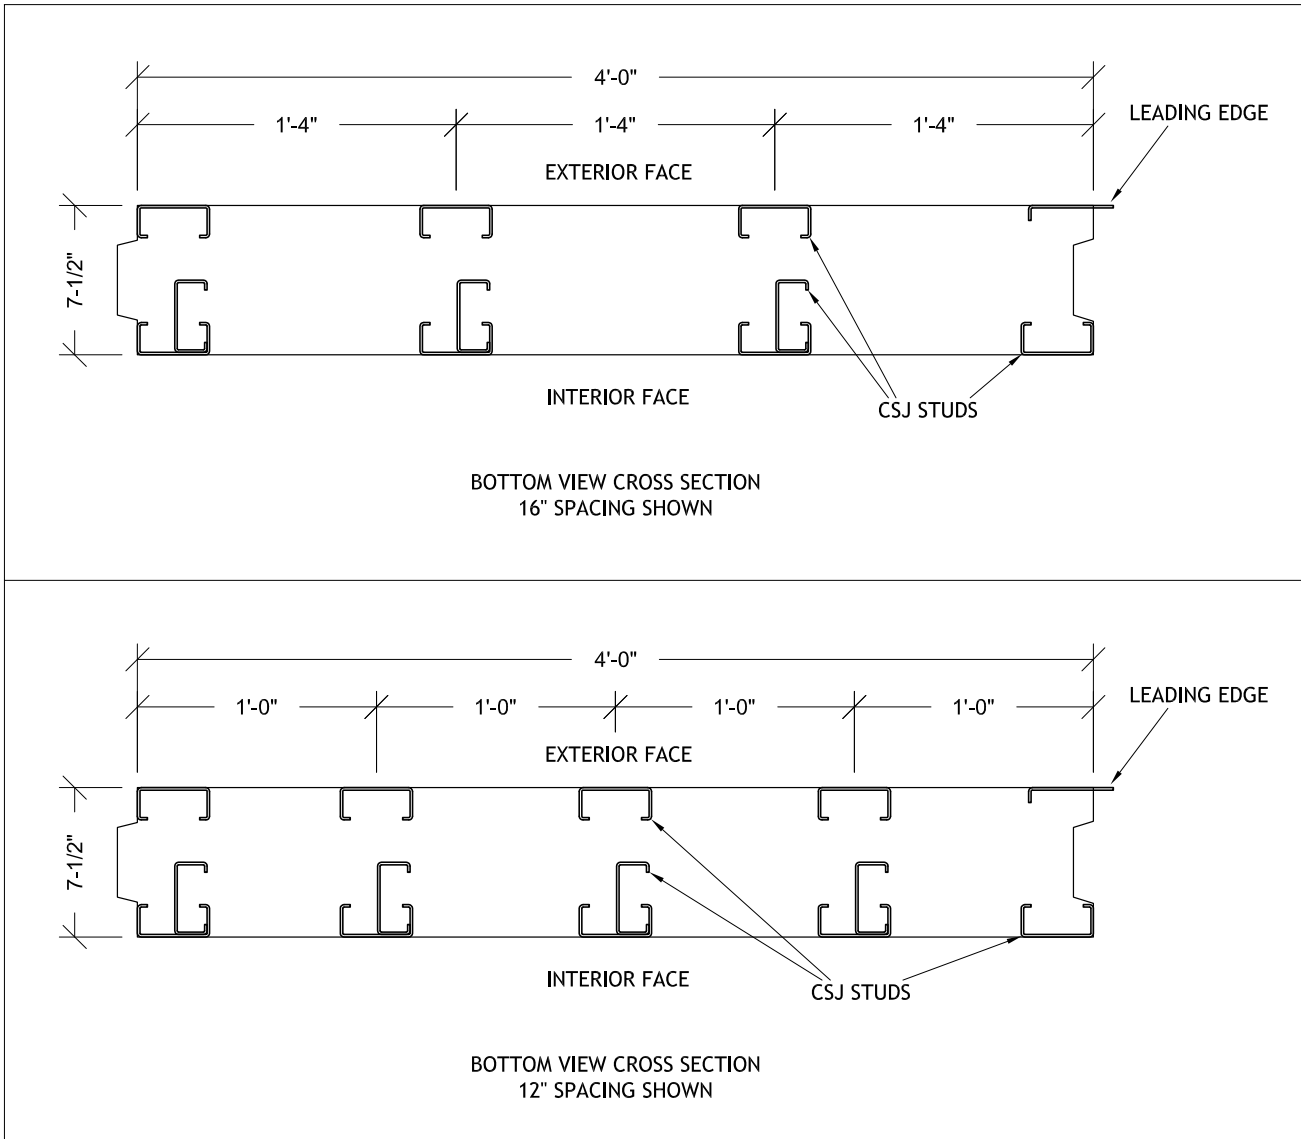 4'-0"
1'-4" 1'-4" 1'-4"
LEADING EDGE
EXTERIOR FACE
7-1/2"
INTERIOR FACE
CSJ STUDS
BOTTOM VIEW CROSS SECTION
16" SPACING SHOWN
4'-0"
1'-0" 1'-0" 1'-0" 1'-0"
LEADING EDGE
EXTERIOR FACE
7-1/2"
INTERIOR FACE
CSJ STUDS
BOTTOM VIEW CROSS SECTION
12" SPACING SHOWN